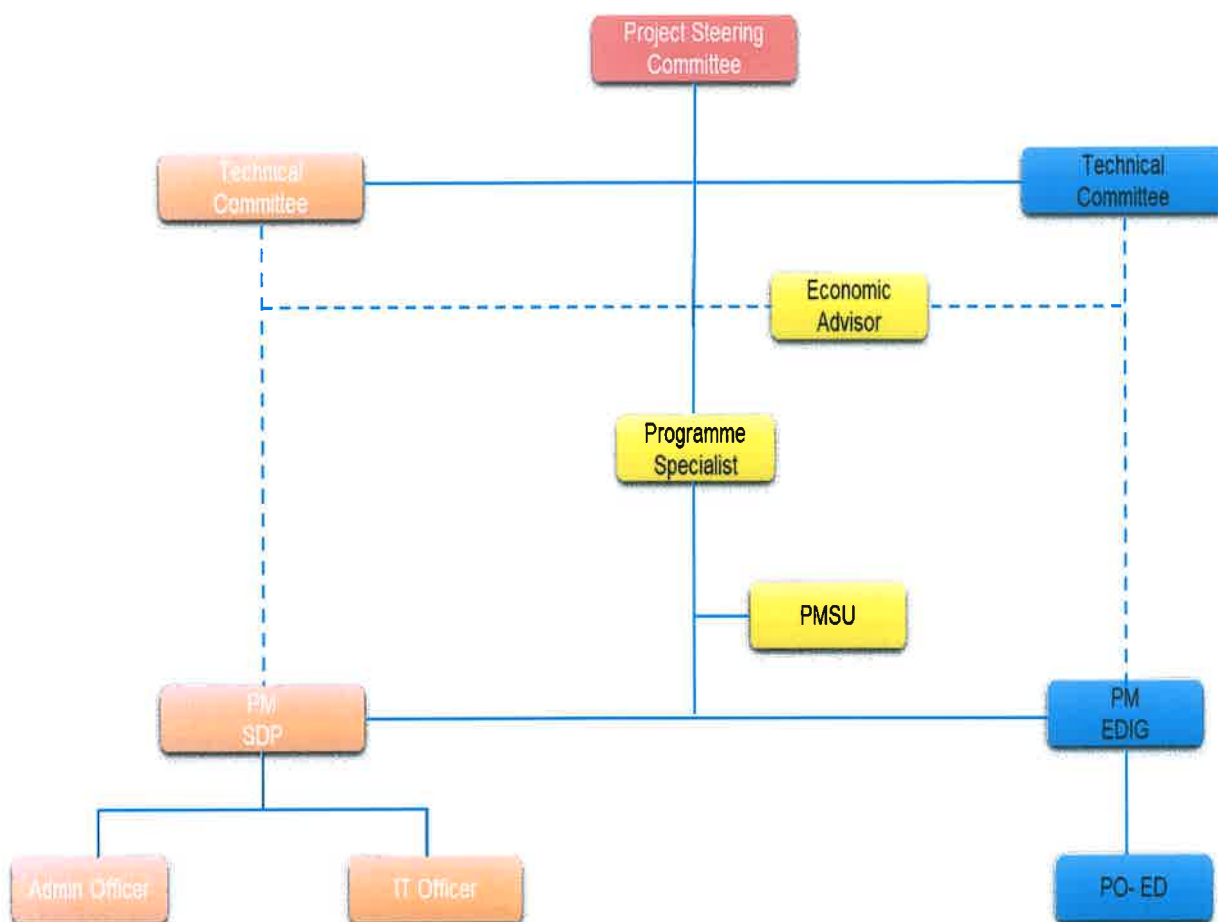 Project Steering
Committee
Technical
Committee
Technical
Committee
Economic
Advisor
Programme
Specialist
PMSU
PM
SDP
PM
EDIG
Admin Officer
IT Officer
PO- ED